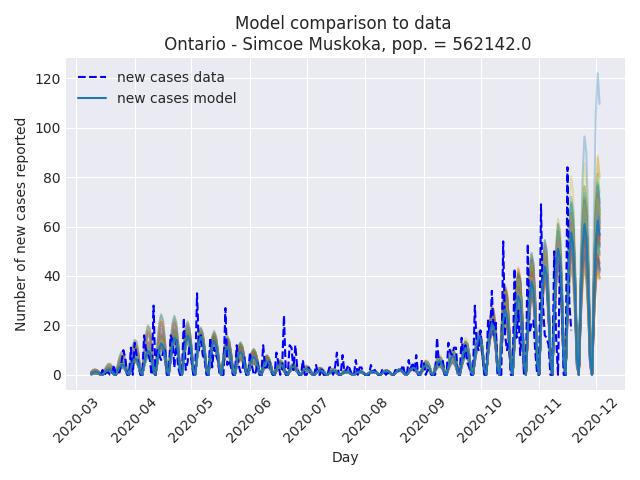 Model comparison to data
Ontario - Simcoe Muskoka, pop. = 562142.0
new cases data
new cases model
Number of new cases reported
120
100
80
60
40
20
0
2020-03
2020-04
2020-05
2020-06
2020-07
2020-08
2020-09
2020-10
2020-11
2020-12
Day